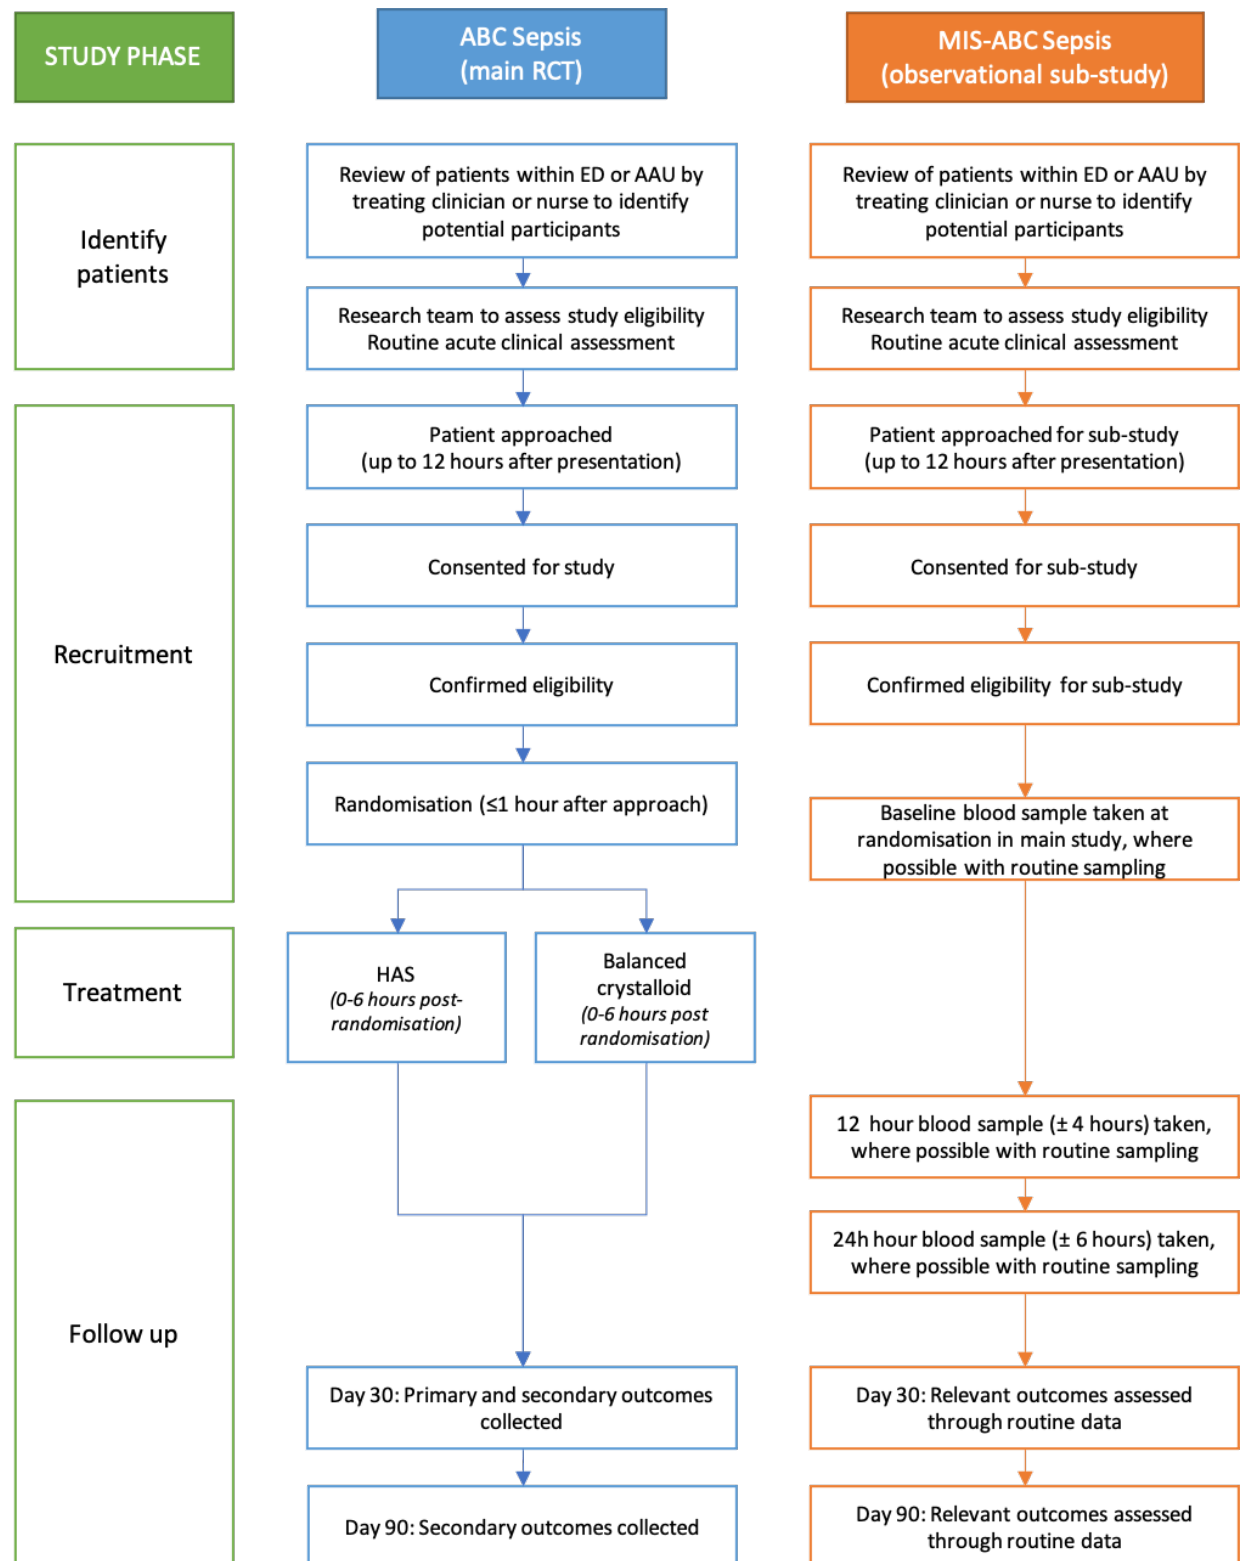 STUDY PHASE
ABC Sepsis
(main RCT)
MIS-ABC Sepsis
(observational sub-study)
Identify
patients
Review of patients within ED or AAU by
treating clinician or nurse to identify
potential participants
Review of patients within ED or AAU by
treating clinician or nurse to identify
potential participants
Research team to assess study eligibility
Routine acute clinical assessment
Research team to assess study eligibility
Routine acute clinical assessment
Recruitment
Patient approached
(up to 12 hours after presentation)
Patient approached for sub-study
(up to 12 hours after presentation)
Consented for study
Consented for sub-study
Confirmed eligibility
Confirmed eligibility for sub-study
Randomisation (≤1 hour after approach)
Baseline blood sample taken at
randomisation in main study, where
possible with routine sampling
Treatment
HAS
(0-6 hours post-
randomisation)
Balanced
crystalloid
(0-6 hours post
randomisation)
Follow up
12 hour blood sample (± 4 hours) taken,
where possible with routine sampling
24h hour blood sample (± 6 hours) taken,
where possible with routine sampling
Day 30: Primary and secondary outcomes
collected
Day 30: Relevant outcomes assessed
through routine data
Day 90: Secondary outcomes collected
Day 90: Relevant outcomes assessed
through routine data